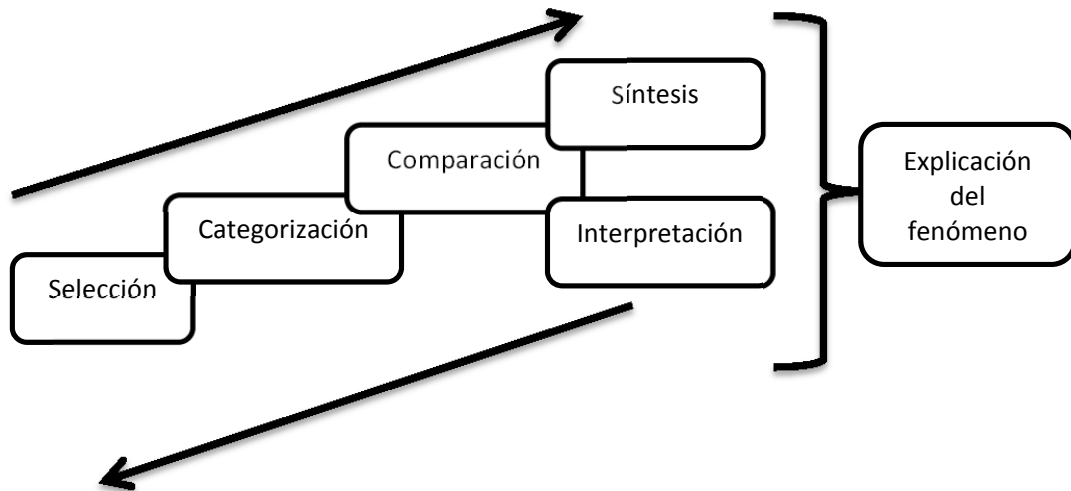 Síntesis
Comparación
Categorización
Interpretación
Selección
Explicación
del
fenómeno